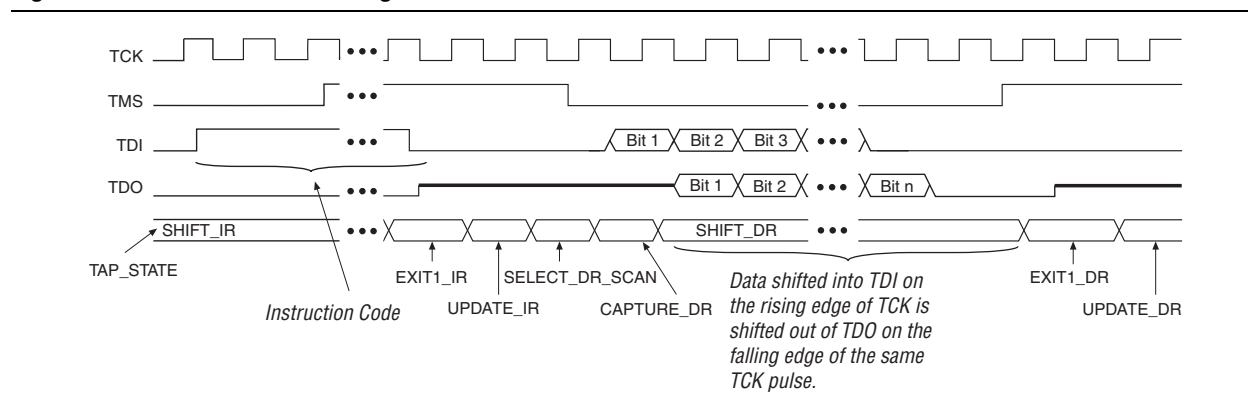 TCK
TMS
TDI
Bit 1 Bit 2 Bit 3
TDO
Bit 1 Bit 2 Bit n
SHIFT_IR SHIFT_DR
TAP_STATE
EXIT1_IR SELECT_DR_SCAN EXIT1_DR
Instruction Code
UPDATE_IR CAPTURE_DR UPDATE_DR
Data shifted into TDI on
the rising edge of TCK is
shifted out of TDO on the
falling edge of the same
TCK pulse.